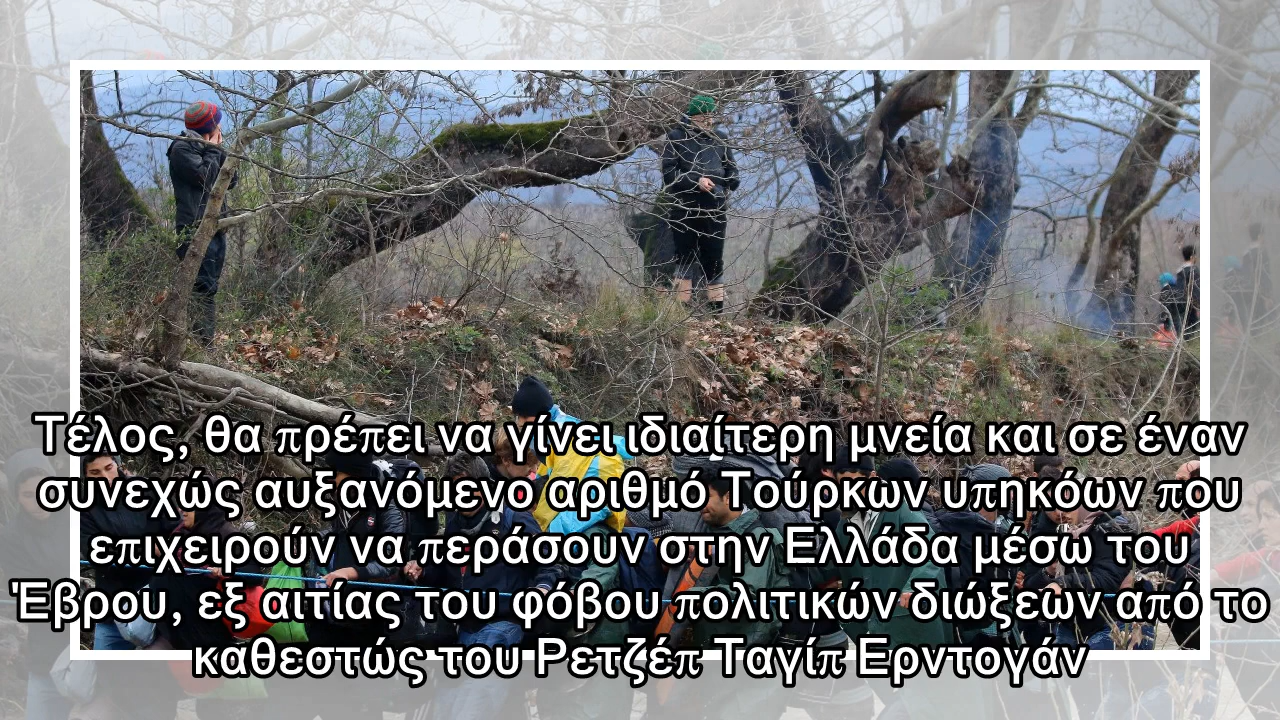 Τέλος, θα πρέπει να γίνει ιδιαίτερη μνεία και σε έναν
συνεχώς αυξανόμενο αριθμό Τούρκων υπηκόων που
επιχειρούν να περάσουν στην Ελλάδα μέσω του
Έβρου, εξ αιτίας του φόβου πολιτικών διώξεων από το
καθεστώς του Ρετζέπ Ταγίπ Ερντογάν